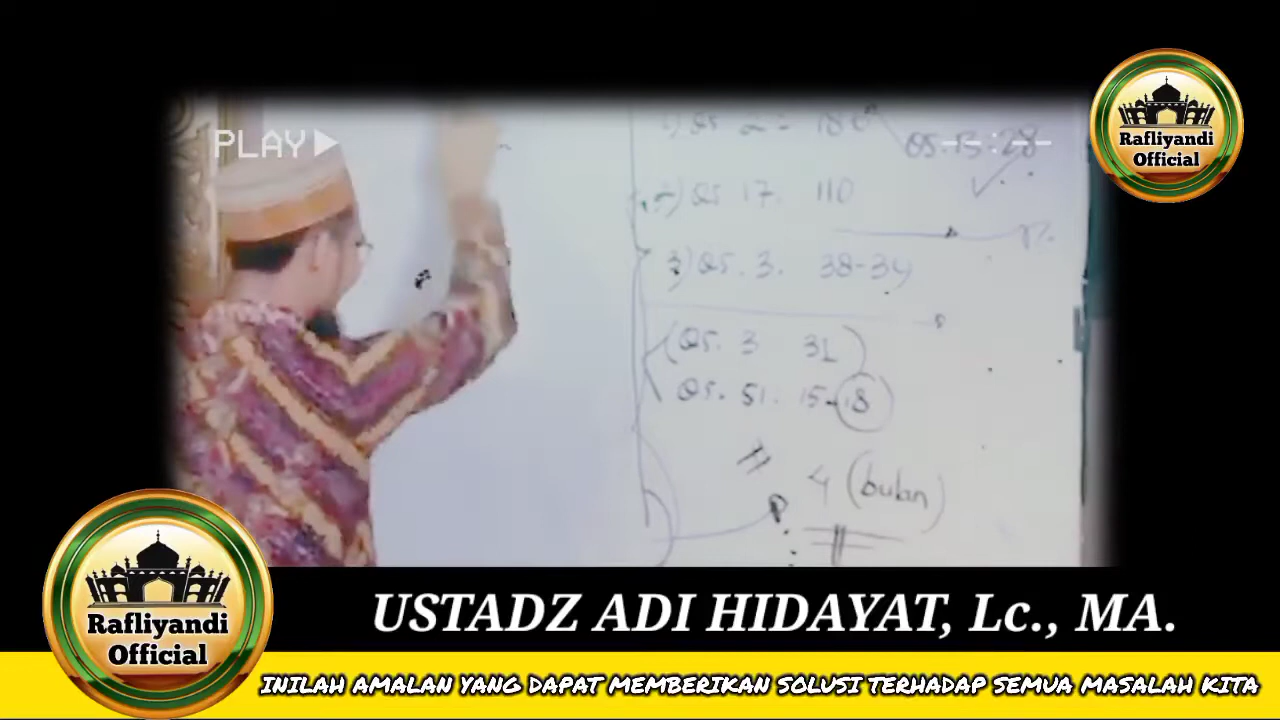 PLAY
Rafliyandi
Official
2) QS 17. 110
3) QS. 3. 38-39
(QS. 3 31)
QS. 51. 15-18
4 (bulan)
Rafliyandi
Official
USTADZ ADI HIDAYAT, Lc., MA.
INILAH AMALAN YANG DAPAT MEMBERIKAN SOLUSI TERHADAP SEMUA MASALAH KITA